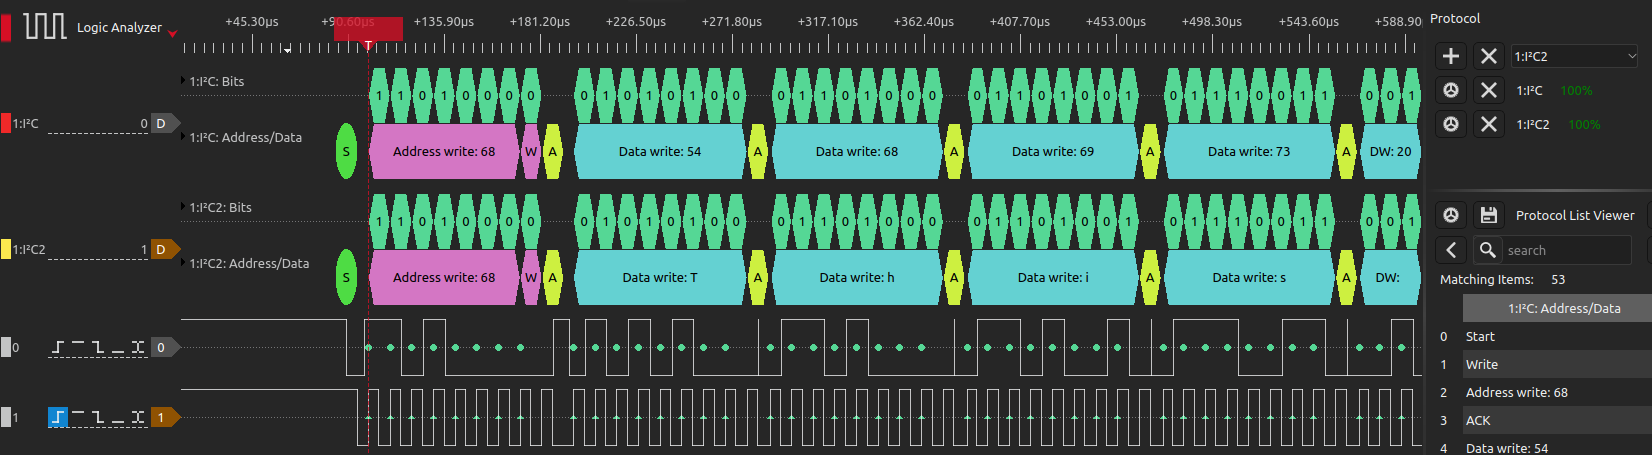 Logic Analyzer
+45.30µs +90.60µs +135.90µs +181.20µs +226.50µs +271.80µs +317.10µs +362.40µs +407.70µs +453.00µs +498.30µs +543.60µs +588.90
T
1:I²C: Bits
1 1 0 1 0 0 0 0 0 1 0 1 0 1 0 0 0 1 1 0 1 0 0 0 0 1 1 0 1 0 0 1 0 1 1 1 0 0 1 1 0 0 1
1:I²C 0 D
1:I²C: Address/Data
S Address write: 68 W A Data write: 54 A Data write: 68 A Data write: 69 A Data write: 73 A DW: 20
1:I²C2: Bits
1 1 0 1 0 0 0 0 0 1 0 1 0 1 0 0 0 1 1 0 1 0 0 0 0 1 1 0 1 0 0 1 0 1 1 1 0 0 1 1 0 0 1
1:I²C2 1 D
1:I²C2: Address/Data
S Address write: 68 W A Data write: T A Data write: h A Data write: i A Data write: s A DW:
0 0
1 1
Protocol
1:I²C2
1:I²C 100%
1:I²C2 100%
Protocol List Viewer
search
Matching Items: 53
1:I²C: Address/Data
0 Start
1 Write
2 Address write: 68
3 ACK
4 Data write: 54